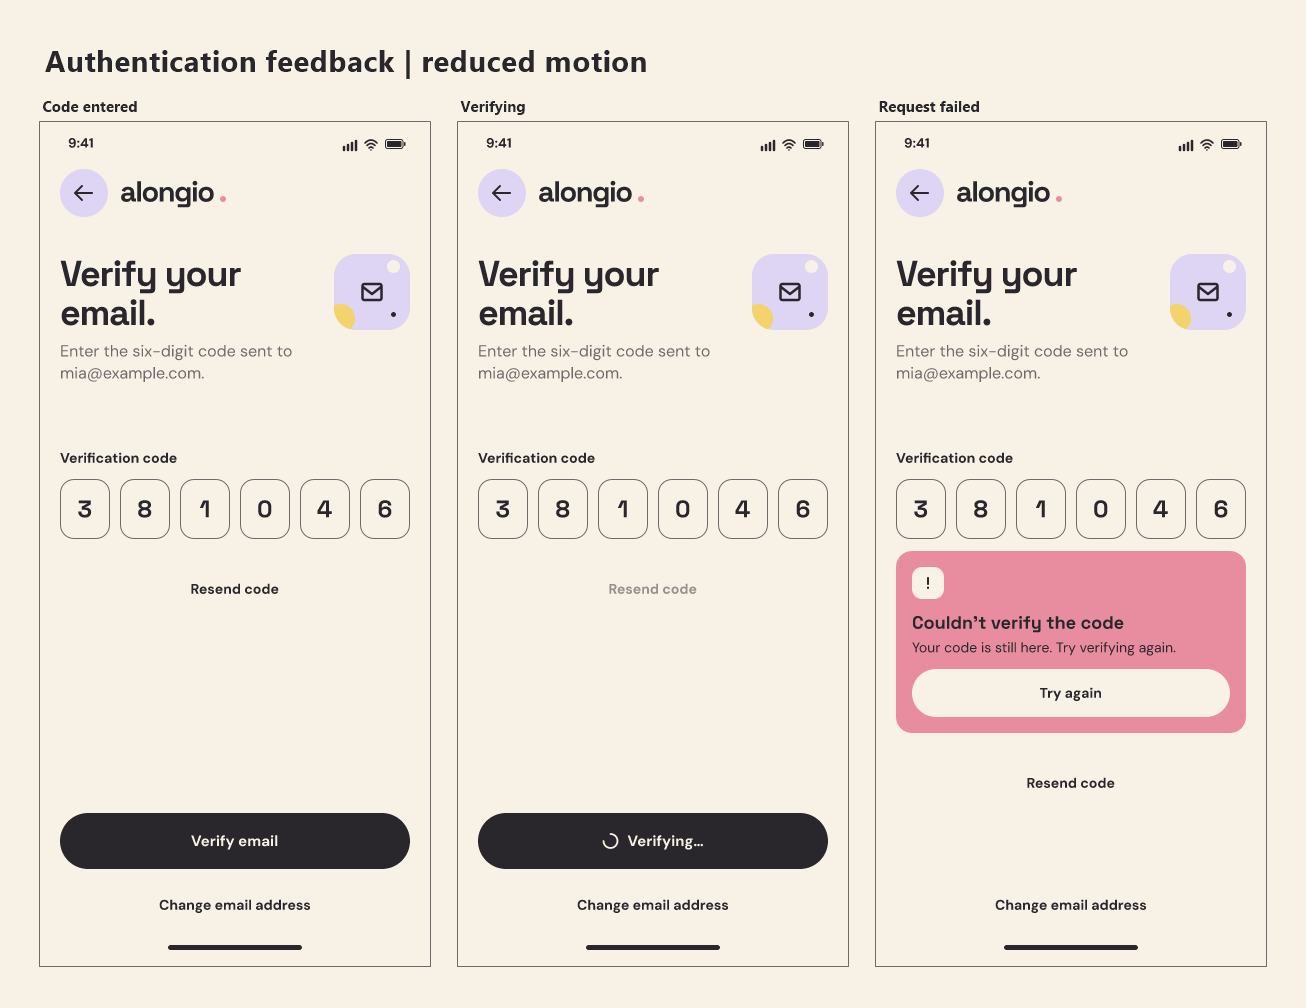 Authentication feedback | reduced motion
Code entered
9:41
alongio.
Verify your
email.
Enter the six-digit code sent to
mia@example.com.
Verification code
3 8 1 0 4 6
Resend code
Verify email
Change email address
Verifying
9:41
alongio.
Verify your
email.
Enter the six-digit code sent to
mia@example.com.
Verification code
3 8 1 0 4 6
Resend code
Verifying...
Change email address
Request failed
9:41
alongio.
Verify your
email.
Enter the six-digit code sent to
mia@example.com.
Verification code
3 8 1 0 4 6
!
Couldn't verify the code
Your code is still here. Try verifying again.
Try again
Resend code
Change email address